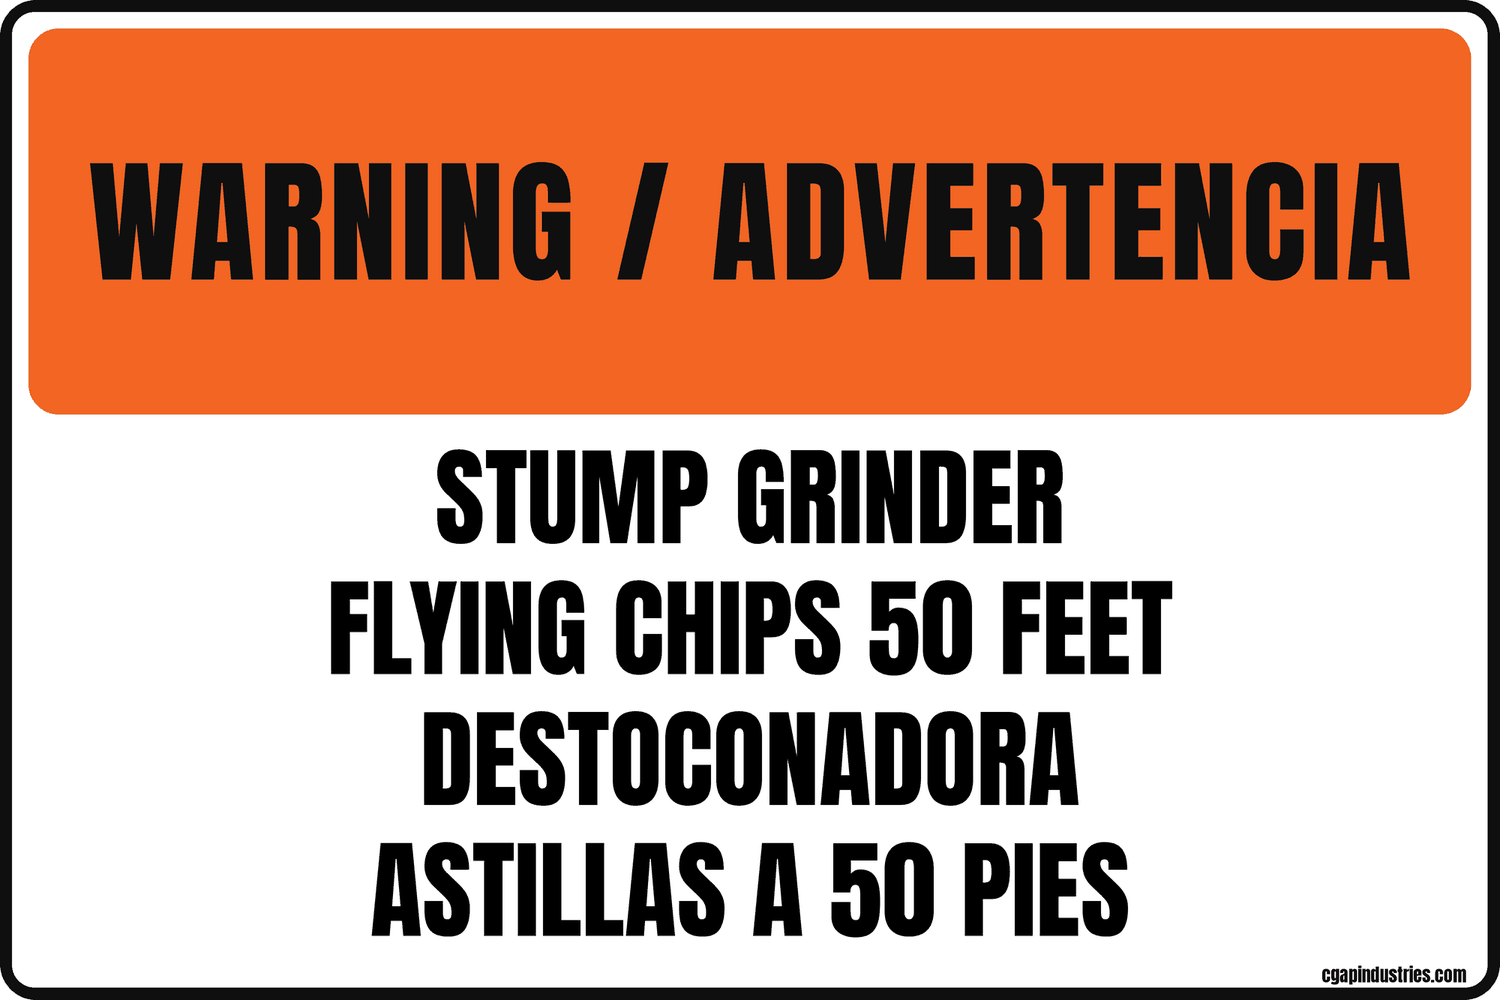 WARNING / ADVERTENCIA
STUMP GRINDER
FLYING CHIPS 50 FEET
DESTOCONADORA
ASTILLAS A 50 PIES
cgapindustries.com